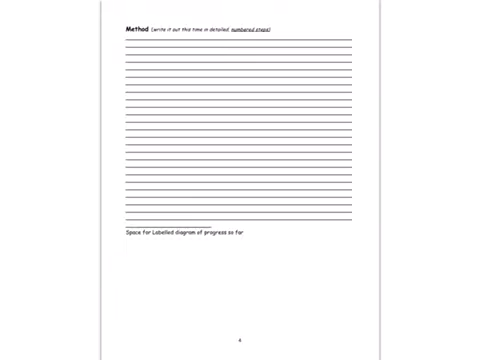 Method (write it out this time in detailed, numbered steps)
Space for Labelled diagram of progress so far
4